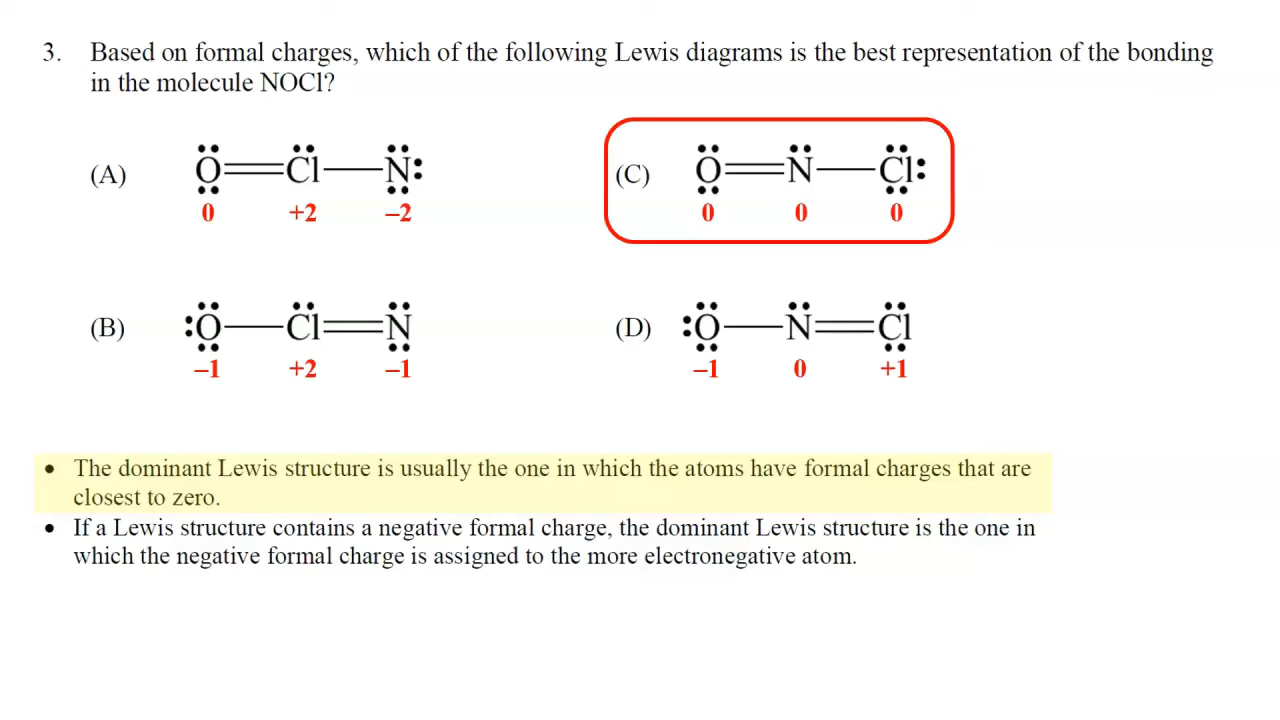 3. Based on formal charges, which of the following Lewis diagrams is the best representation of the bonding
in the molecule NOCl?
(A) O Cl N
0 +2 –2
(C) O N Cl
0 0 0
(B) O Cl N
–1 +2 –1
(D) O N Cl
–1 0 +1
• The dominant Lewis structure is usually the one in which the atoms have formal charges that are
closest to zero.
• If a Lewis structure contains a negative formal charge, the dominant Lewis structure is the one in
which the negative formal charge is assigned to the more electronegative atom.